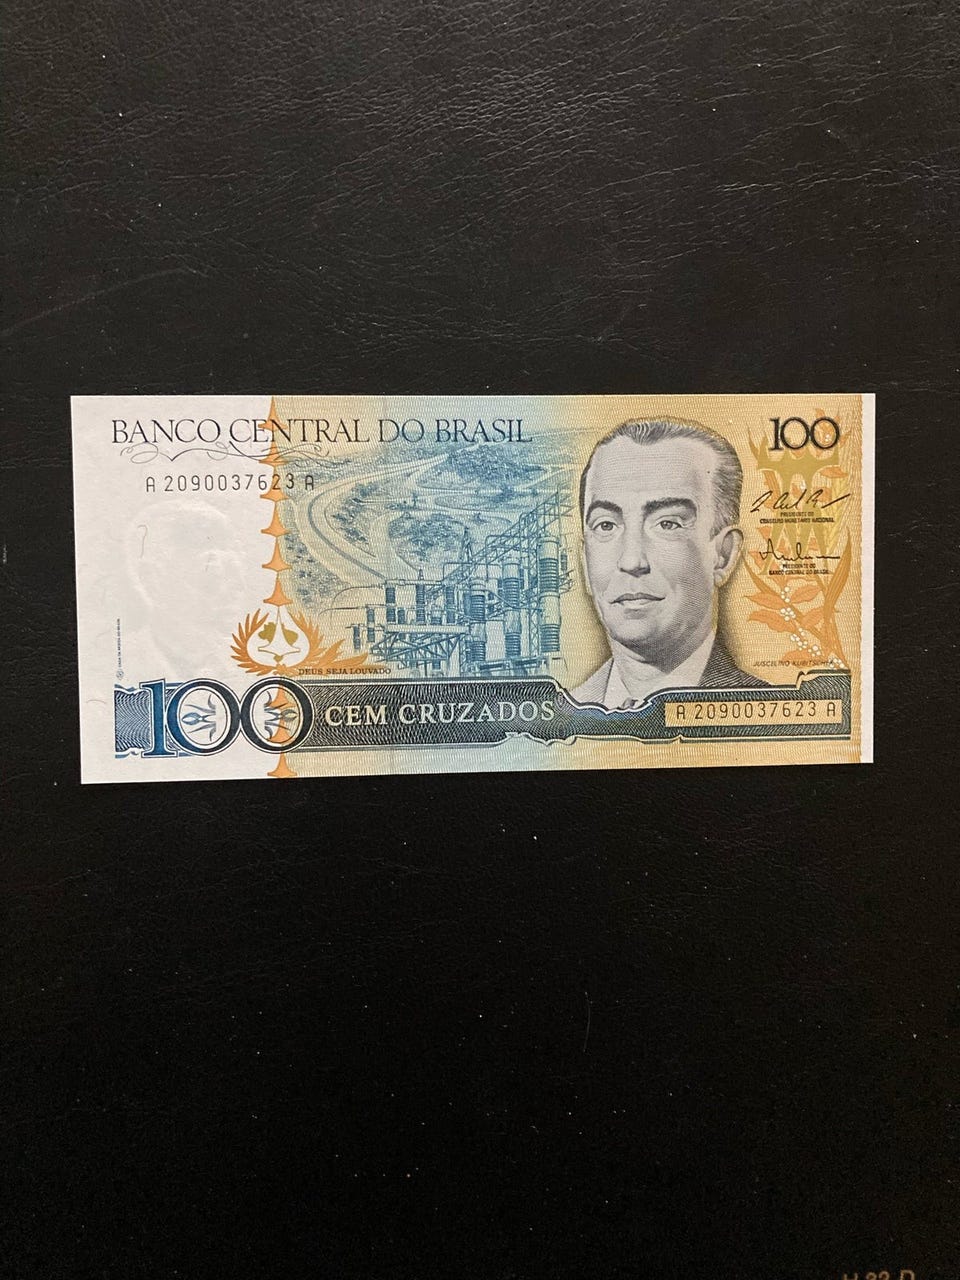 BANCO CENTRAL DO BRASIL
100
A 2090037623 A
PRESIDENTE DO
CONSELHO MONETÁRIO NACIONAL
PRESIDENTE DO
BANCO CENTRAL DO BRASIL
JUSCELINO KUBITSCHEK
DEUS SEJA LOUVADO
100
CEM CRUZADOS
A 2090037623 A